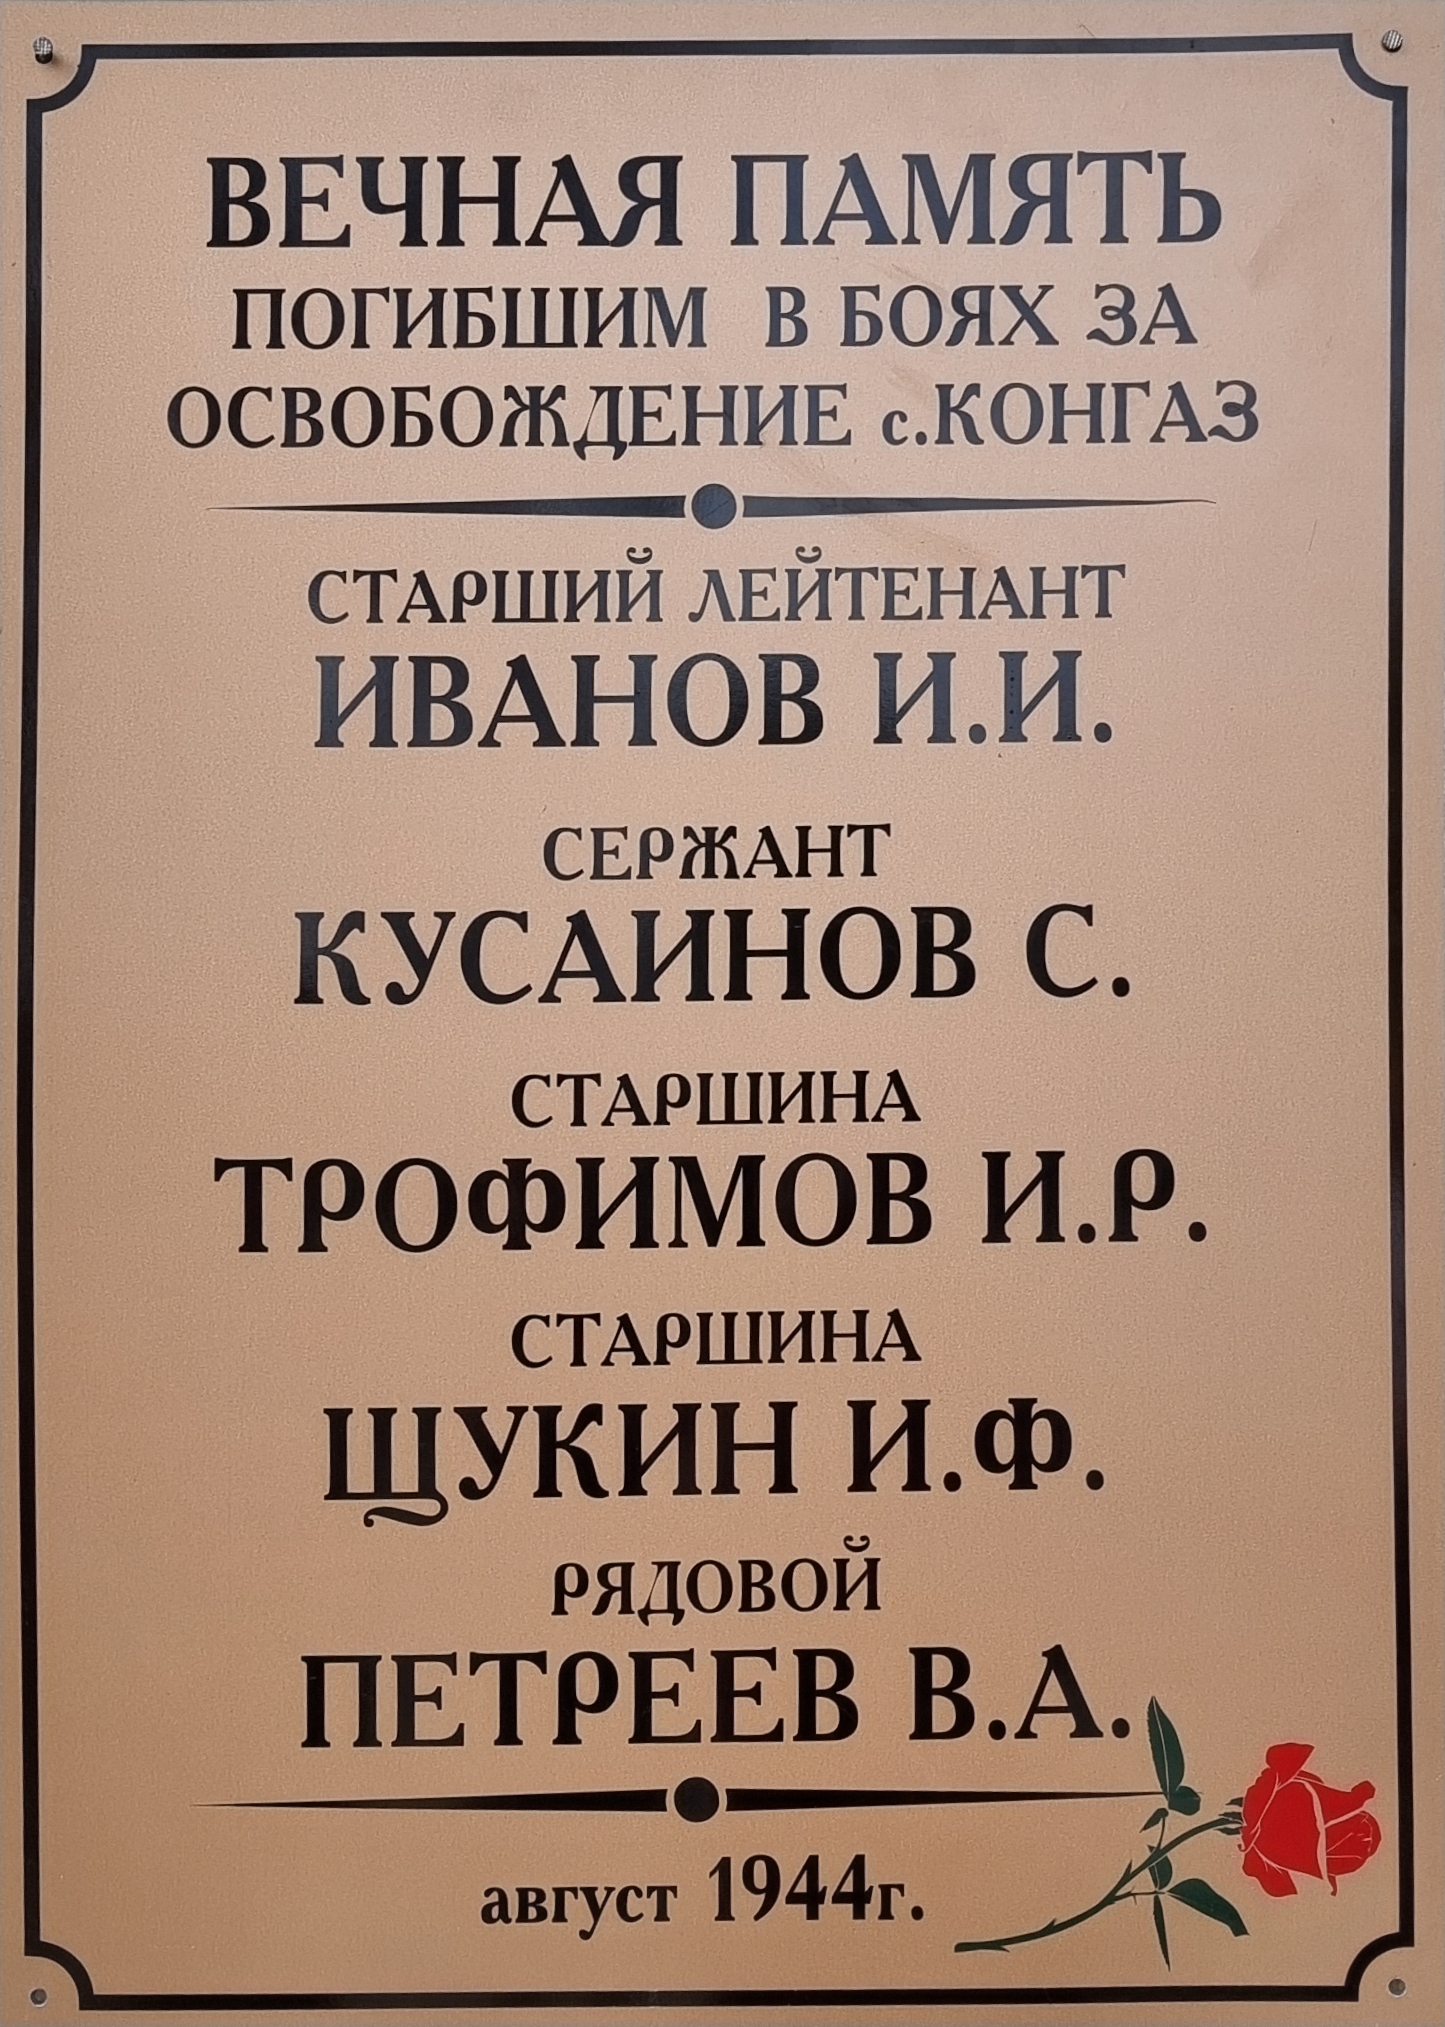 ВЕЧНАЯ ПАМЯТЬ
ПОГИБШИМ В БОЯХ ЗА
ОСВОБОЖДЕНИЕ с.КОНГАЗ
СТАРШИЙ ЛЕЙТЕНАНТ
ИВАНОВ И.И.
СЕРЖАНТ
КУСАИНОВ С.
СТАРШИНА
ТРОФИМОВ И.Р.
СТАРШИНА
ЩУКИН И.Ф.
РЯДОВОЙ
ПЕТРЕЕВ В.А.
август 1944г.